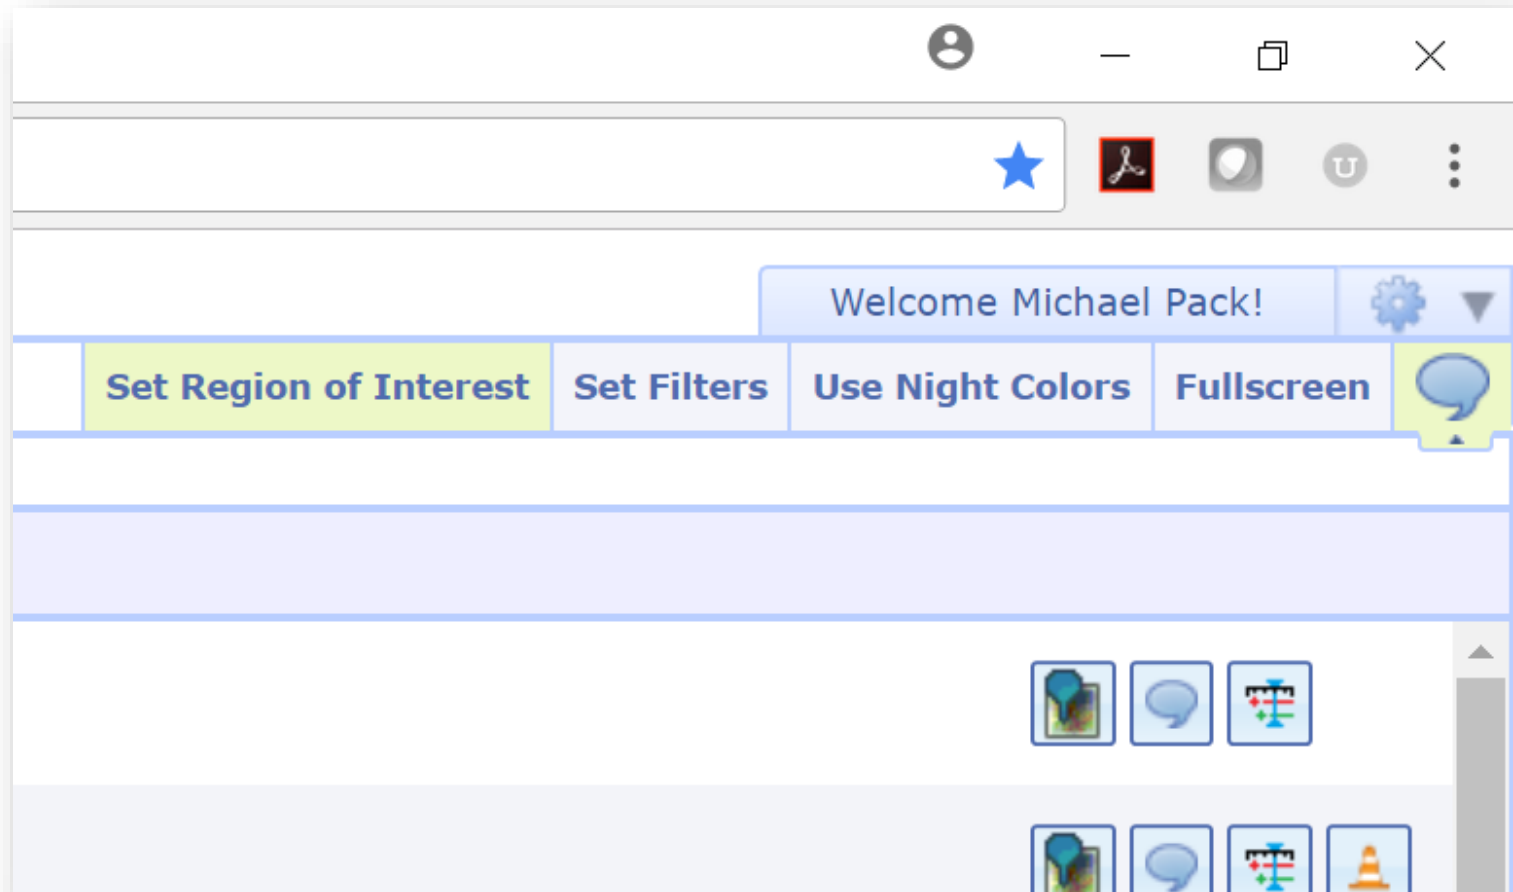 U
Welcome Michael Pack!
Set Region of Interest Set Filters Use Night Colors Fullscreen